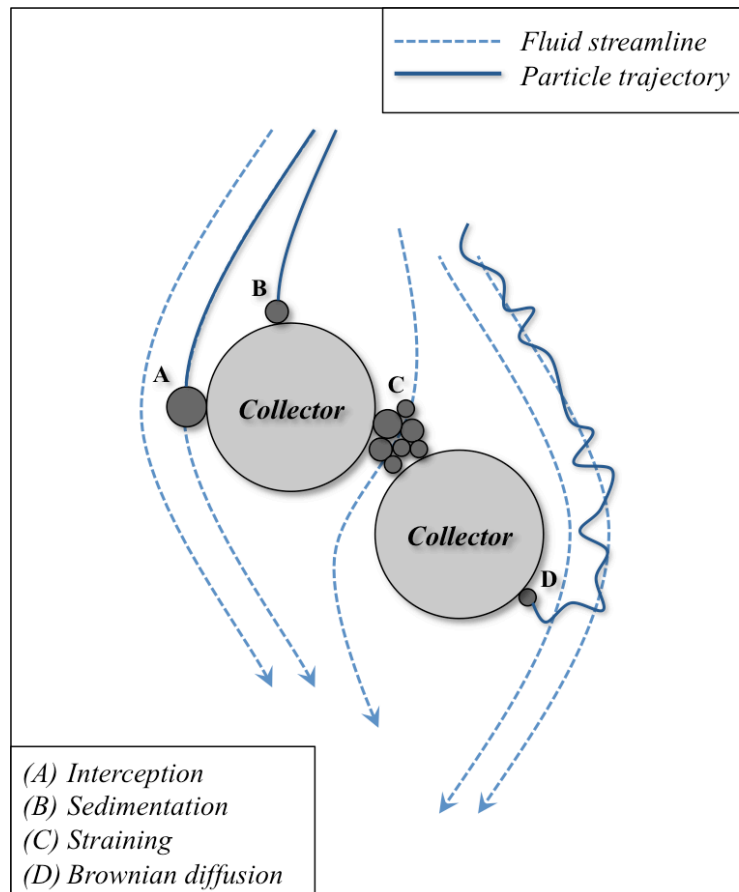 Fluid streamline
Particle trajectory
B
A
C
Collector
Collector
D
(A) Interception
(B) Sedimentation
(C) Straining
(D) Brownian diffusion